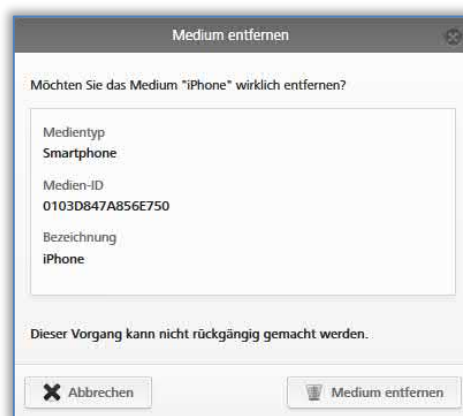 Medium entfernen
Möchten Sie das Medium "iPhone" wirklich entfernen?
Medientyp
Smartphone
Medien-ID
0103D847A856E750
Bezeichnung
iPhone
Dieser Vorgang kann nicht rückgängig gemacht werden.
Abbrechen
Medium entfernen